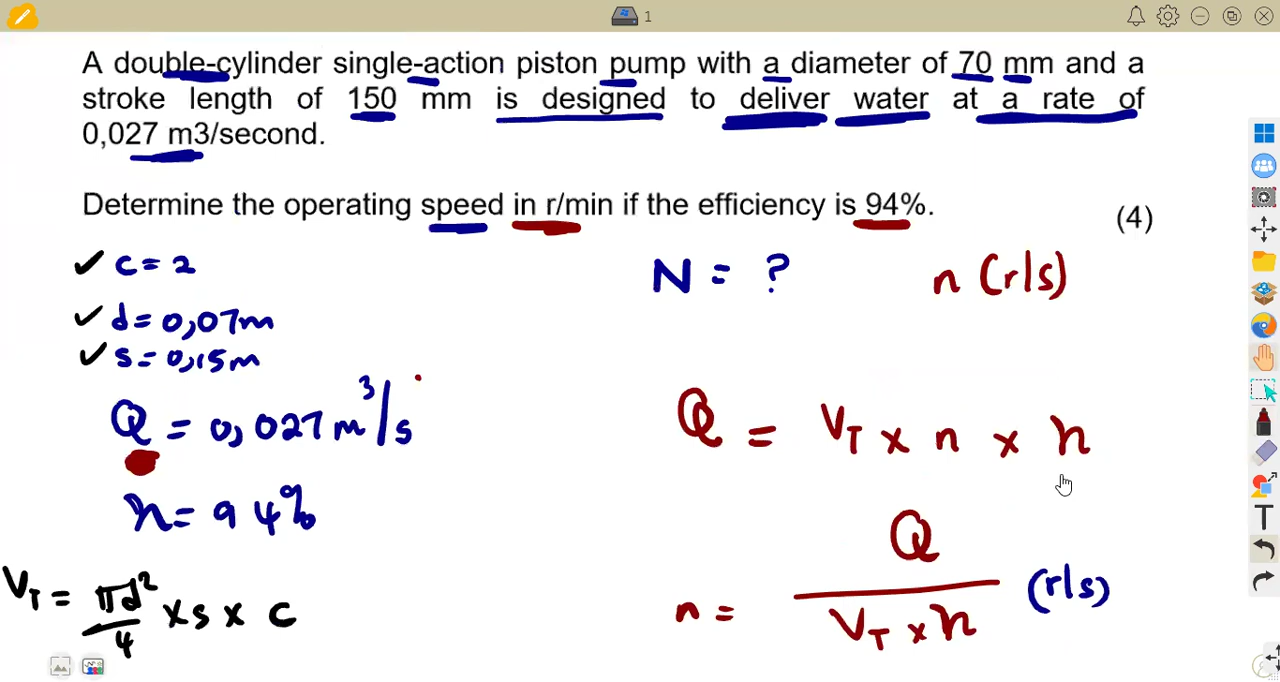 1
A double-cylinder single-action piston pump with a diameter of 70 mm and a
stroke length of 150 mm is designed to deliver water at a rate of
0,027 m3/second.
Determine the operating speed in r/min if the efficiency is 94%.
(4)
✓ c = 2
N = ?
n (r/s)
✓ d = 0,07m
✓ s = 0,15m
Q = 0,027 m³/s
Q = V_T × n × η
η = 94%
n = Q / (V_T × η) (r/s)
V_T = πd²/4 × s × c
T